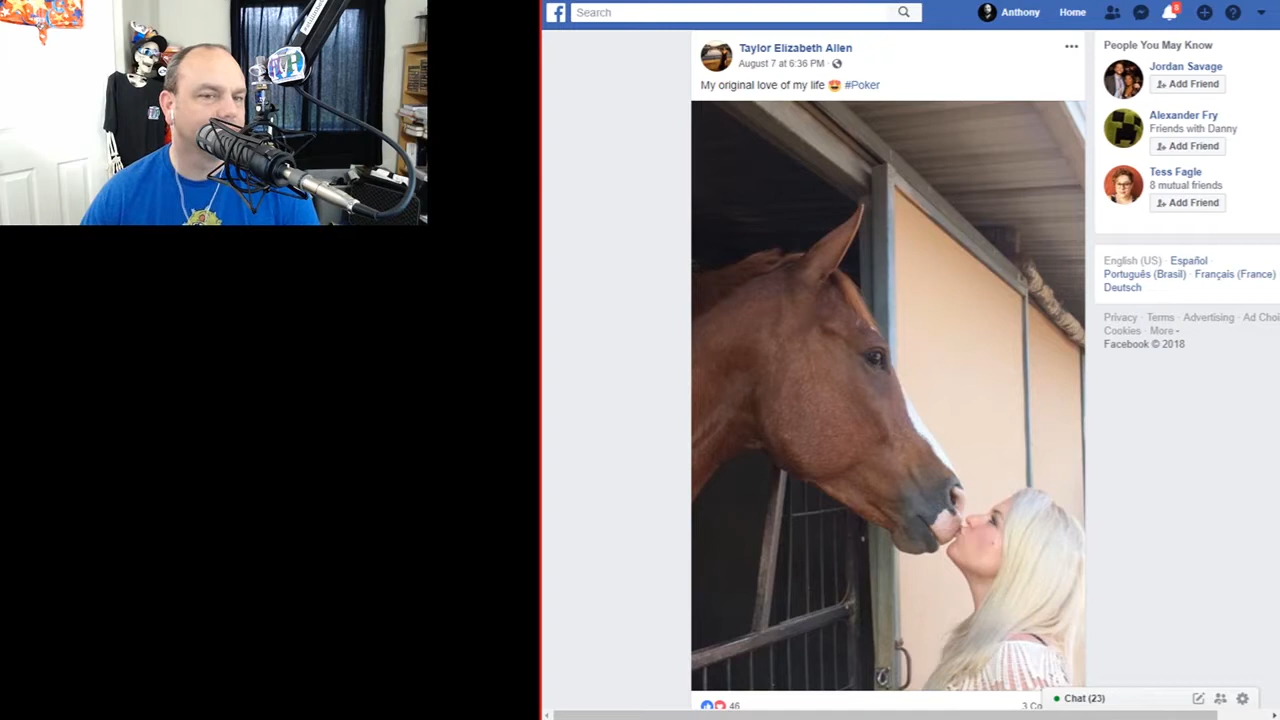 Search
Anthony
Home
8
Taylor Elizabeth Allen
August 7 at 6:36 PM ·
My original love of my life 😍 #Poker
46
3 Co
People You May Know
Jordan Savage
Add Friend
Alexander Fry
Friends with Danny
Add Friend
Tess Fagle
8 mutual friends
Add Friend
English (US) · Español ·
Português (Brasil) · Français (France) ·
Deutsch
Privacy · Terms · Advertising · Ad Choi
Cookies · More
Facebook © 2018
Chat (23)